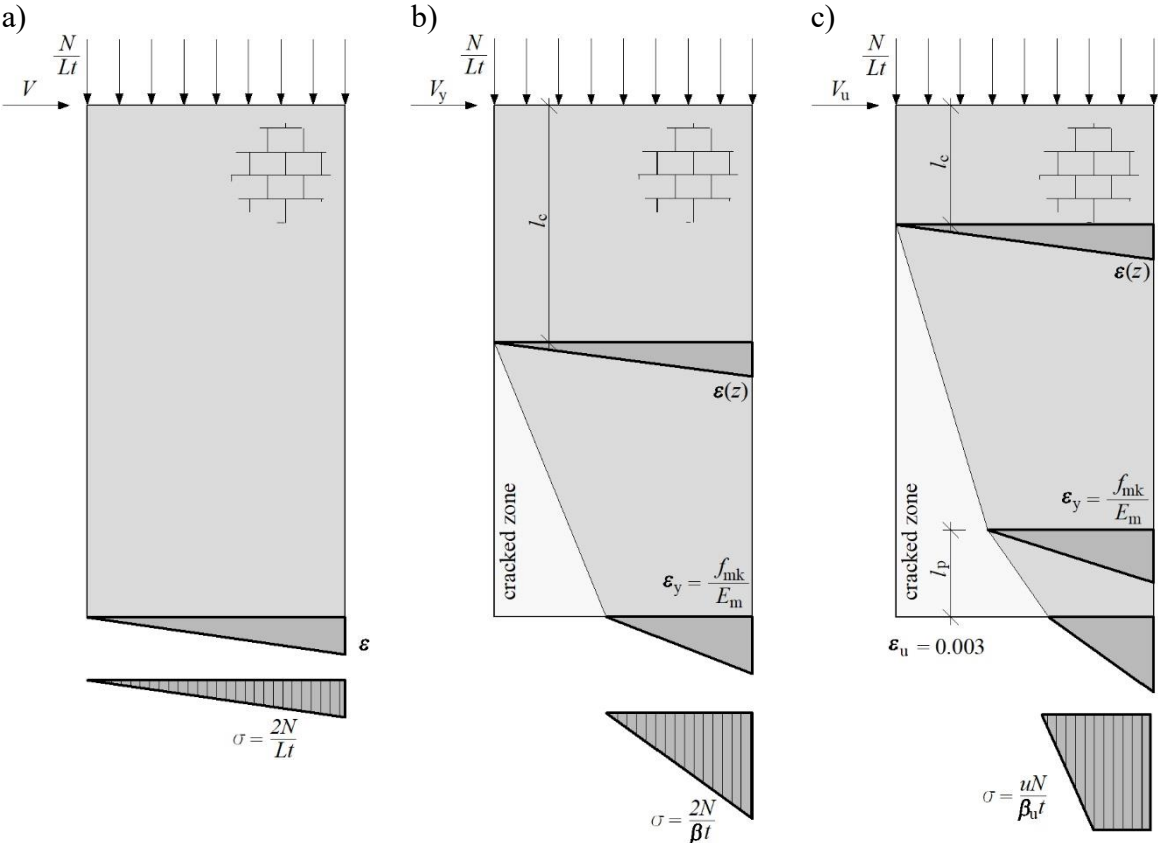 a)
N
Lt
V
ε
σ = 2N
Lt
b)
N
Lt
Vy
lc
ε(z)
cracked zone
εy = fmk
Em
σ = 2N
βt
c)
N
Lt
Vu
lc
ε(z)
cracked zone
εy = fmk
Em
lp
εu = 0.003
σ = uN
βut